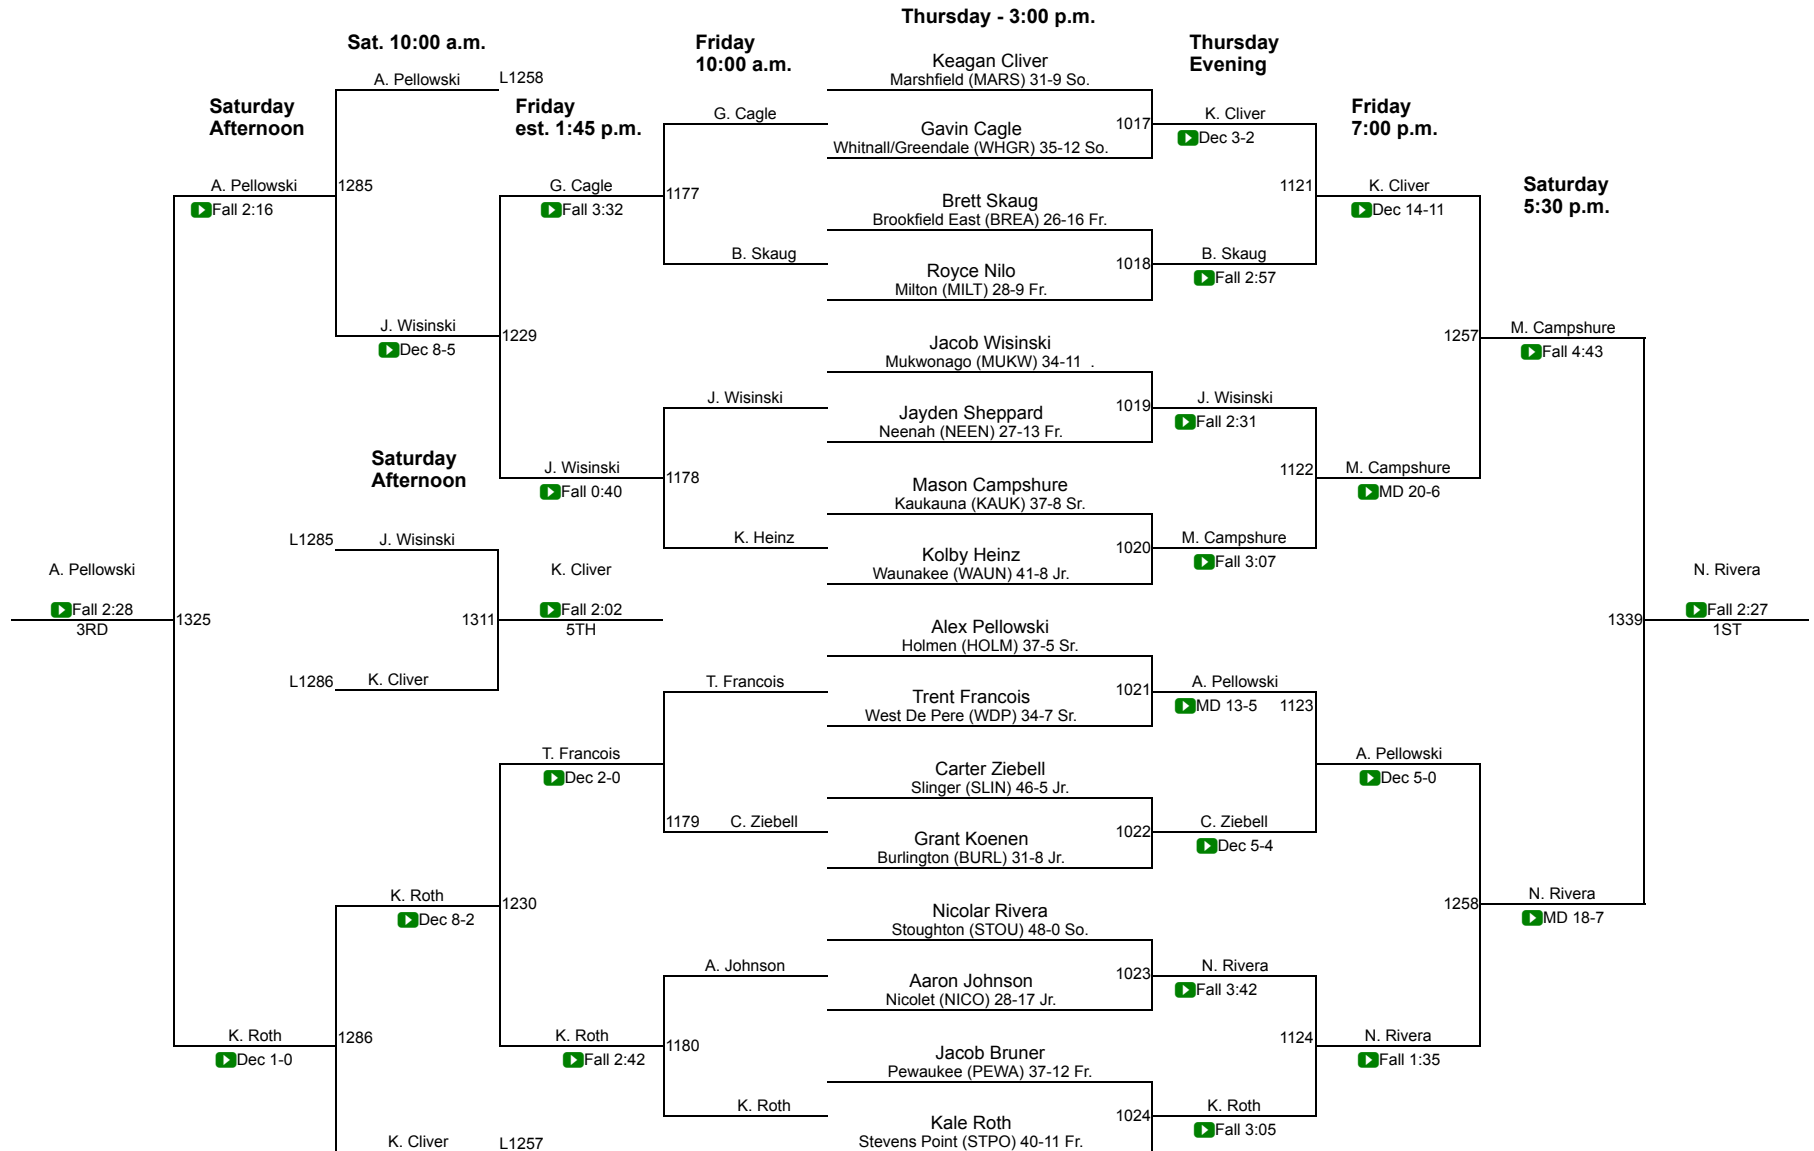 Thursday - 3:00 p.m.
Sat. 10:00 a.m.
Friday
10:00 a.m.
Thursday
Evening
Saturday
Afternoon
Friday
est. 1:45 p.m.
Friday
7:00 p.m.
Saturday
5:30 p.m.
Saturday
Afternoon
A. Pellowski
L1258
1285
J. Wisinski
Dec 8-5
A. Pellowski
Fall 2:16
G. Cagle
Fall 3:32
1229
J. Wisinski
Fall 0:40
G. Cagle
1177
B. Skaug
J. Wisinski
1178
K. Heinz
L1285
J. Wisinski
1311
L1286
K. Cliver
K. Cliver
Fall 2:02
5TH
A. Pellowski
Fall 2:28
3RD
1325
T. Francois
1179
C. Ziebell
T. Francois
Dec 2-0
1230
K. Roth
Dec 8-2
A. Johnson
1180
K. Roth
K. Roth
Fall 2:42
K. Roth
Dec 1-0
1286
K. Cliver
L1257
Keagan Cliver
Marshfield (MARS) 31-9 So.
1017
Gavin Cagle
Whitnall/Greendale (WHGR) 35-12 So.
Brett Skaug
Brookfield East (BREA) 26-16 Fr.
1018
Royce Nilo
Milton (MILT) 28-9 Fr.
Jacob Wisinski
Mukwonago (MUKW) 34-11 .
1019
Jayden Sheppard
Neenah (NEEN) 27-13 Fr.
Mason Campshure
Kaukauna (KAUK) 37-8 Sr.
1020
Kolby Heinz
Waunakee (WAUN) 41-8 Jr.
Alex Pellowski
Holmen (HOLM) 37-5 Sr.
1021
Trent Francois
West De Pere (WDP) 34-7 Sr.
Carter Ziebell
Slinger (SLIN) 46-5 Jr.
1022
Grant Koenen
Burlington (BURL) 31-8 Jr.
Nicolar Rivera
Stoughton (STOU) 48-0 So.
1023
Aaron Johnson
Nicolet (NICO) 28-17 Jr.
Jacob Bruner
Pewaukee (PEWA) 37-12 Fr.
1024
Kale Roth
Stevens Point (STPO) 40-11 Fr.
K. Cliver
Dec 3-2
1121
B. Skaug
Fall 2:57
J. Wisinski
Fall 2:31
1122
M. Campshure
Fall 3:07
A. Pellowski
MD 13-5
1123
C. Ziebell
Dec 5-4
N. Rivera
Fall 3:42
1124
K. Roth
Fall 3:05
K. Cliver
Dec 14-11
1257
M. Campshure
MD 20-6
A. Pellowski
Dec 5-0
1258
N. Rivera
Fall 1:35
M. Campshure
Fall 4:43
1339
N. Rivera
MD 18-7
N. Rivera
Fall 2:27
1ST